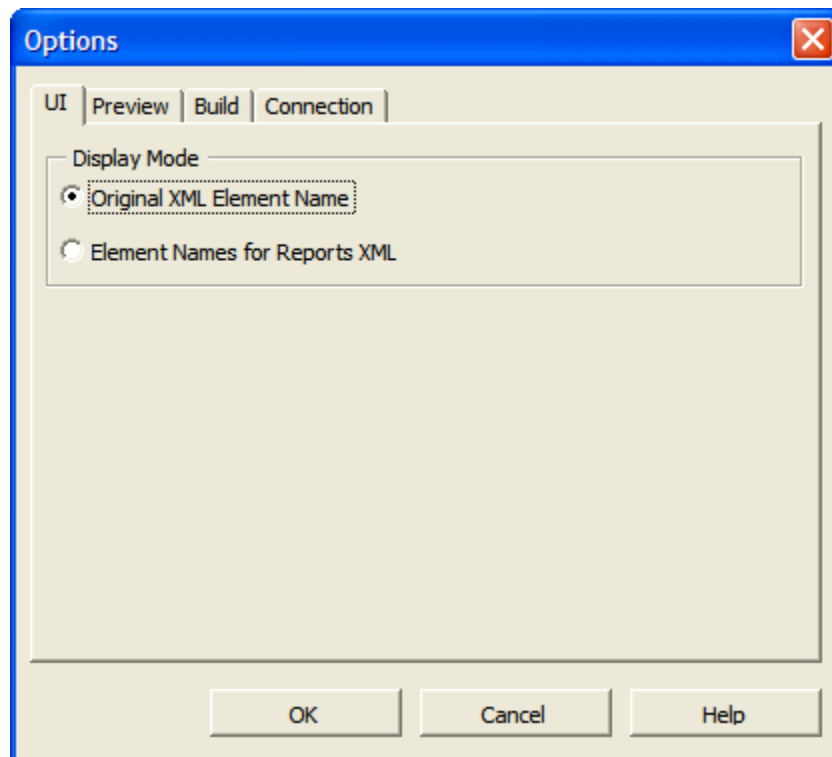 Options
UI Preview Build Connection
Display Mode
Original XML Element Name
Element Names for Reports XML
OK Cancel Help